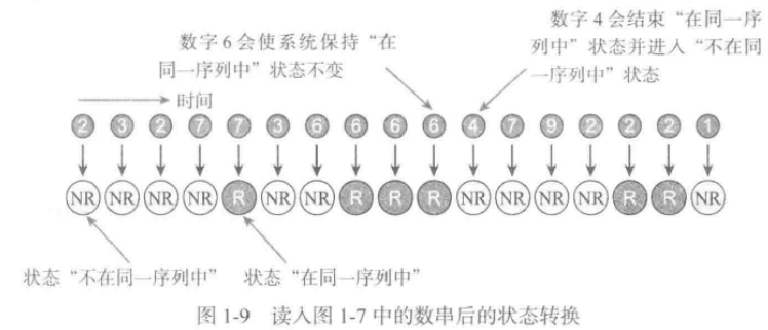 数字 4 会结束 “在同一序
数字 6 会使系统保持 “在
列中” 状态并进入 “不在同
同一序列中” 状态不变
一序列中” 状态
时间
2 3 2 7 7 3 6 6 6 6 4 7 9 2 2 2 1
NR NR NR NR R NR NR R R R NR NR NR NR R R NR
状态 “不在同一序列中” 状态 “在同一序列中”
图 1-9 读入图 1-7 中的数串后的状态转换